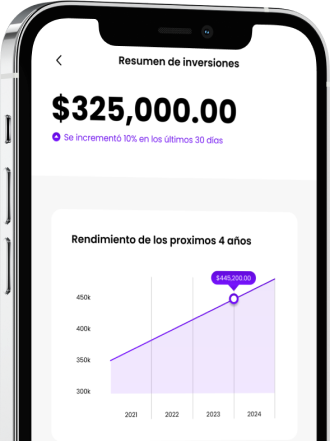 Resumen de inversiones
$325,000.00
Se incrementó 10% en los últimos 30 días
Rendimiento de los proximos 4 años
$445,200.00
450k
400k
350k
300k
2021 2022 2023 2024